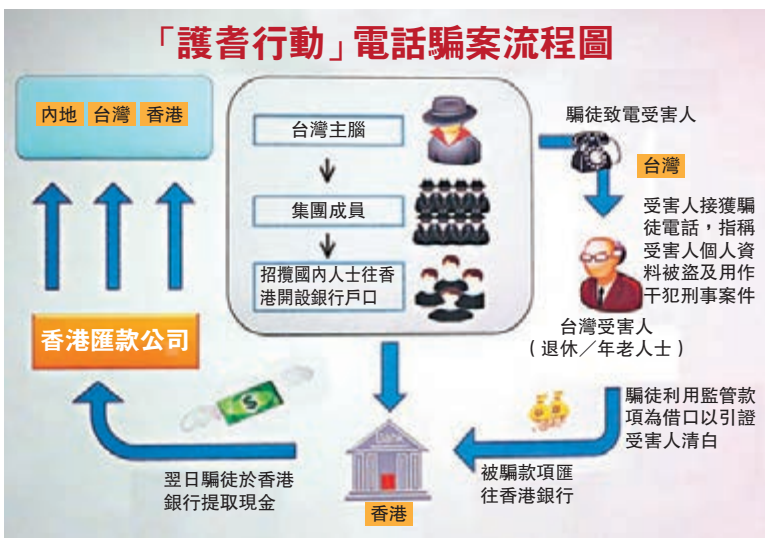 「護耆行動」電話騙案流程圖
內地 台灣 香港
台灣主腦
集團成員
招攬國內人士往香
港開設銀行戶口
騙徒致電受害人
台灣
受害人接獲騙
徒電話，指稱
受害人個人資
料被盜及用作
干犯刑事案件
台灣受害人
（退休／年老人士）
騙徒利用監管款
項為借口以引證
受害人清白
被騙款項匯
往香港銀行
香港
翌日騙徒於香港
銀行提取現金
香港匯款公司